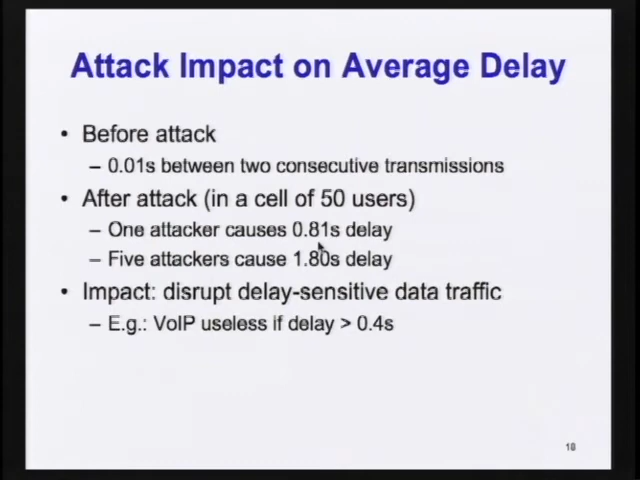 Attack Impact on Average Delay
• Before attack
– 0.01s between two consecutive transmissions
• After attack (in a cell of 50 users)
– One attacker causes 0.81s delay
– Five attackers cause 1.80s delay
• Impact: disrupt delay-sensitive data traffic
– E.g.: VoIP useless if delay > 0.4s
18